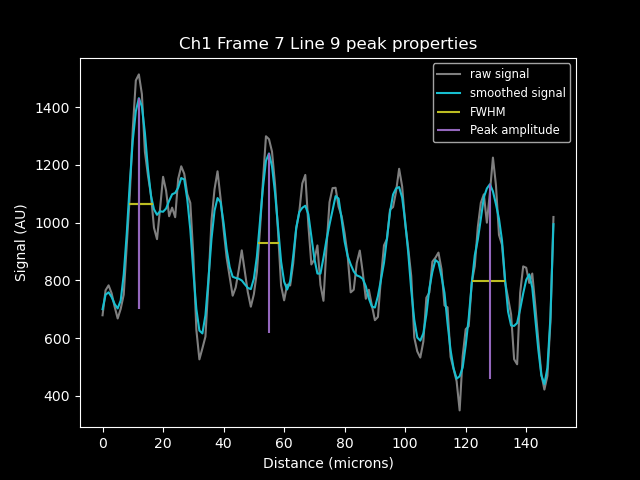 Ch1 Frame 7 Line 9 peak properties
raw signal
smoothed signal
FWHM
Peak amplitude
Signal (AU)
1400
1200
1000
800
600
400
0 20 40 60 80 100 120 140
Distance (microns)